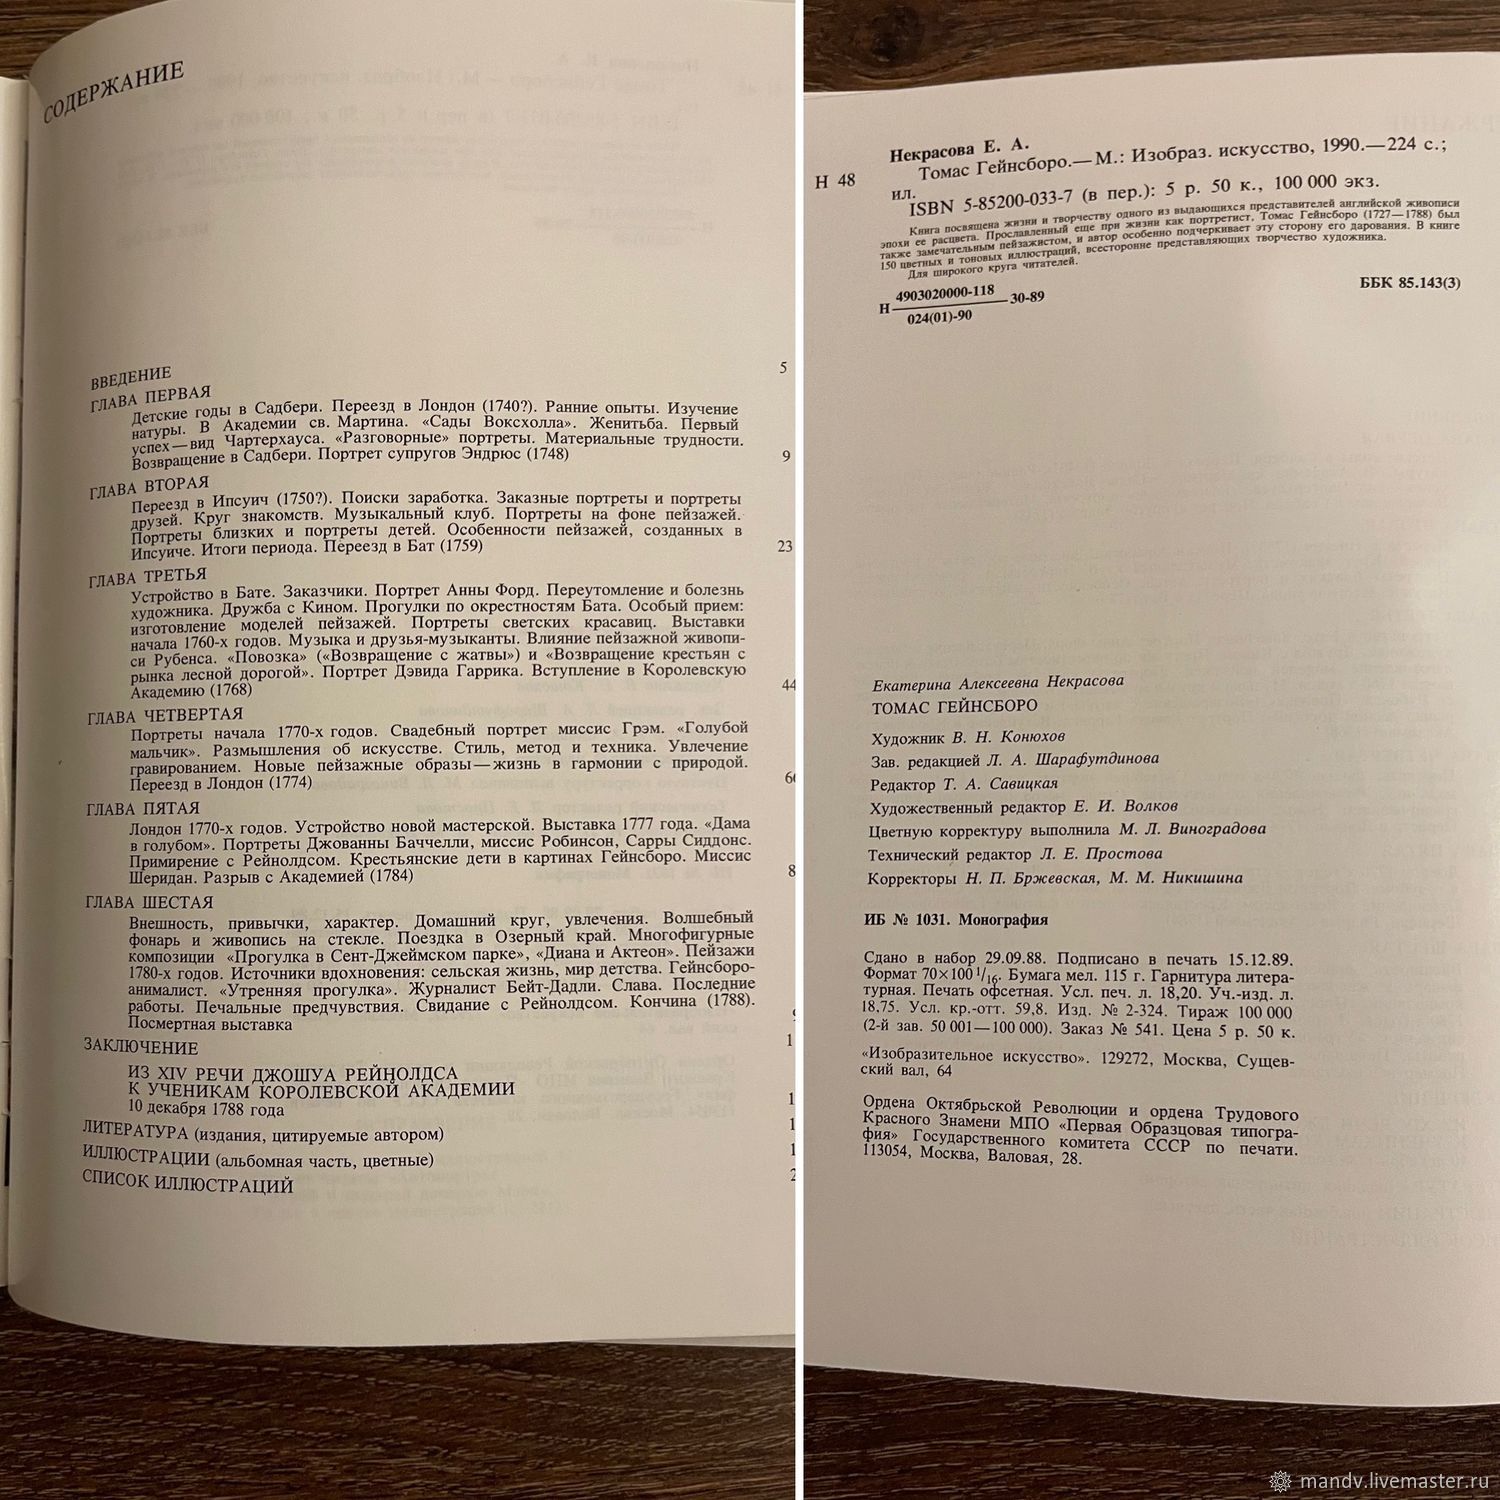 СОДЕРЖАНИЕ
ВВЕДЕНИЕ 5
ГЛАВА ПЕРВАЯ
Детские годы в Садбери. Переезд в Лондон (1740?). Ранние опыты. Изучение
натуры. В Академии св. Мартина. «Сады Воксхолла». Женитьба. Первый
успех — вид Чартерхауса. «Разговорные» портреты. Материальные трудности.
Возвращение в Садбери. Портрет супругов Эндрюс (1748) 9
ГЛАВА ВТОРАЯ
Переезд в Ипсуич (1750?). Поиски заработка. Заказные портреты и портреты
друзей. Круг знакомств. Музыкальный клуб. Портреты на фоне пейзажей.
Портреты близких и портреты детей. Особенности пейзажей, созданных в
Ипсуиче. Итоги периода. Переезд в Бат (1759) 23
ГЛАВА ТРЕТЬЯ
Устройство в Бате. Заказчики. Портрет Анны Форд. Переутомление и болезнь
художника. Дружба с Кином. Прогулки по окрестностям Бата. Особый прием:
изготовление моделей пейзажей. Портреты светских красавиц. Выставки
начала 1760-х годов. Музыка и друзья-музыканты. Влияние пейзажной живопи-
си Рубенса. «Повозка» («Возвращение с жатвы») и «Возвращение крестьян с
рынка лесной дорогой». Портрет Дэвида Гаррика. Вступление в Королевскую
Академию (1768) 44
ГЛАВА ЧЕТВЕРТАЯ
Портреты начала 1770-х годов. Свадебный портрет миссис Грэм. «Голубой
мальчик». Размышления об искусстве. Стиль, метод и техника. Увлечение
гравированием. Новые пейзажные образы — жизнь в гармонии с природой.
Переезд в Лондон (1774) 66
ГЛАВА ПЯТАЯ
Лондон 1770-х годов. Устройство новой мастерской. Выставка 1777 года. «Дама
в голубом». Портреты Джованны Баччелли, миссис Робинсон, Сарры Сиддонс.
Примирение с Рейнолдсом. Крестьянские дети в картинах Гейнсборо. Миссис
Шеридан. Разрыв с Академией (1784) 8
ГЛАВА ШЕСТАЯ
Внешность, привычки, характер. Домашний круг, увлечения. Волшебный
фонарь и живопись на стекле. Поездка в Озерный край. Многофигурные
композиции «Прогулка в Сент-Джеймском парке», «Диана и Актеон». Пейзажи
1780-х годов. Источники вдохновения: сельская жизнь, мир детства. Гейнсборо-
анималист. «Утренняя прогулка». Журналист Бейт-Дадли. Слава. Последние
работы. Печальные предчувствия. Свидание с Рейнолдсом. Кончина (1788).
Посмертная выставка
ЗАКЛЮЧЕНИЕ 1
ИЗ XIV РЕЧИ ДЖОШУА РЕЙНОЛДСА
К УЧЕНИКАМ КОРОЛЕВСКОЙ АКАДЕМИИ
10 декабря 1788 года 1
ЛИТЕРАТУРА (издания, цитируемые автором) 1
ИЛЛЮСТРАЦИИ (альбомная часть, цветные) 1
СПИСОК ИЛЛЮСТРАЦИЙ 2
Некрасова Е. А.
Н 48 Томас Гейнсборо.— М.: Изобраз. искусство, 1990.—224 с.;
ил.
ISBN 5-85200-033-7 (в пер.): 5 р. 50 к., 100 000 экз.
Книга посвящена жизни и творчеству одного из выдающихся представителей английской живописи
эпохи ее расцвета. Прославленный еще при жизни как портретист, Томас Гейнсборо (1727—1788) был
также замечательным пейзажистом, и автор особенно подчеркивает эту сторону его дарования. В книге
150 цветных и тоновых иллюстраций, всесторонне представляющих творчество художника.
Для широкого круга читателей.
Н 4903020000-118 30-89
024(01)-90
ББК 85.143(3)
Екатерина Алексеевна Некрасова
ТОМАС ГЕЙНСБОРО
Художник В. Н. Конюхов
Зав. редакцией Л. А. Шарафутдинова
Редактор Т. А. Савицкая
Художественный редактор Е. И. Волков
Цветную корректуру выполнила М. Л. Виноградова
Технический редактор Л. Е. Простова
Корректоры Н. П. Бржевская, М. М. Никишина
ИБ № 1031. Монография
Сдано в набор 29.09.88. Подписано в печать 15.12.89.
Формат 70×100 1/16. Бумага мел. 115 г. Гарнитура литера-
турная. Печать офсетная. Усл. печ. л. 18,20. Уч.-изд. л.
18,75. Усл. кр.-отт. 59,8. Изд. № 2-324. Тираж 100 000
(2-й зав. 50 001—100 000). Заказ № 541. Цена 5 р. 50 к.
«Изобразительное искусство». 129272, Москва, Сущев-
ский вал, 64
Ордена Октябрьской Революции и ордена Трудового
Красного Знамени МПО «Первая Образцовая типогра-
фия» Государственного комитета СССР по печати.
113054, Москва, Валовая, 28.
mandv.livemaster.ru